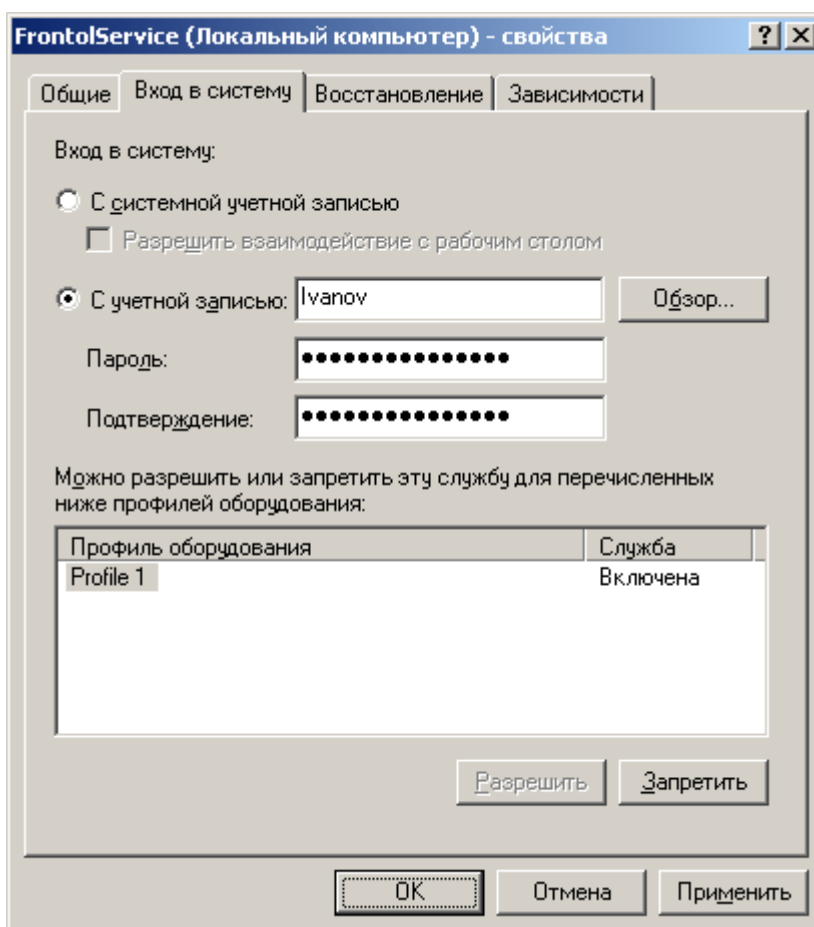 FrontolService (Локальный компьютер) - свойства
Общие Вход в систему Восстановление Зависимости
Вход в систему:
С системной учетной записью
Разрешить взаимодействие с рабочим столом
С учетной записью: Ivanov Обзор...
Пароль: •••••••••••••••
Подтверждение: •••••••••••••••
Можно разрешить или запретить эту службу для перечисленных
ниже профилей оборудования:
Профиль оборудования Служба
Profile 1 Включена
Разрешить Запретить
OK Отмена Применить